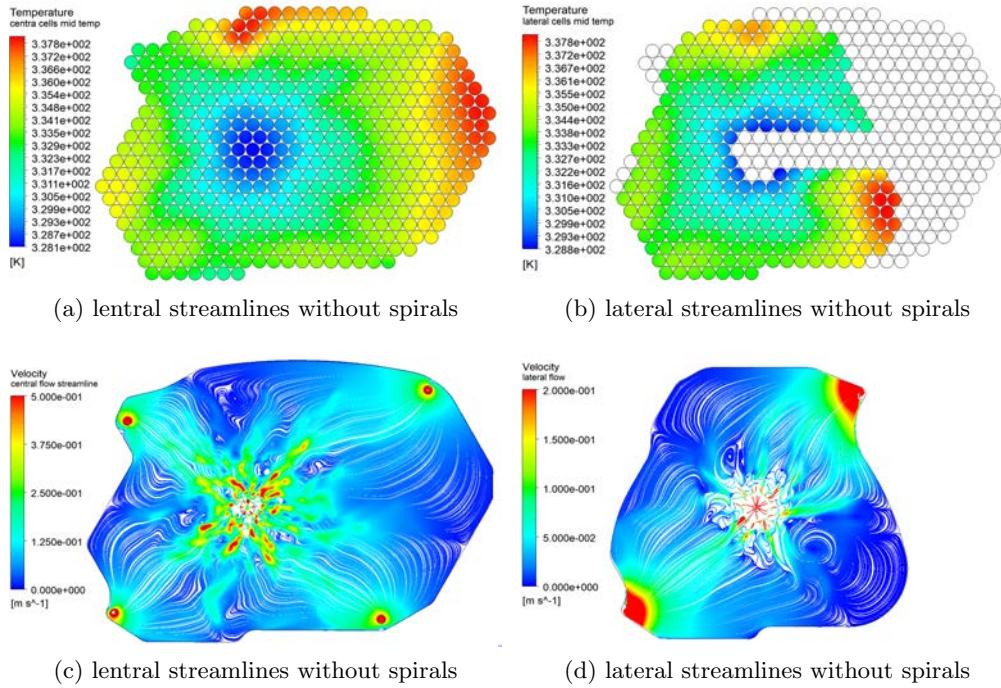 Temperature
centra cells mid temp
3.378e+002
3.372e+002
3.366e+002
3.360e+002
3.354e+002
3.348e+002
3.341e+002
3.335e+002
3.329e+002
3.323e+002
3.317e+002
3.311e+002
3.305e+002
3.299e+002
3.293e+002
3.287e+002
3.281e+002
[K]
Temperature
lateral cells mid temp
3.378e+002
3.372e+002
3.367e+002
3.361e+002
3.355e+002
3.350e+002
3.344e+002
3.338e+002
3.333e+002
3.327e+002
3.322e+002
3.316e+002
3.310e+002
3.305e+002
3.299e+002
3.293e+002
3.288e+002
[K]
(a) lentral streamlines without spirals
(b) lateral streamlines without spirals
Velocity
central flow streamline
5.000e-001
3.750e-001
2.500e-001
1.250e-001
0.000e+000
[m s^-1]
Velocity
lateral flow
2.000e-001
1.500e-001
1.000e-001
5.000e-002
0.000e+000
[m s^-1]
(c) lentral streamlines without spirals
(d) lateral streamlines without spirals